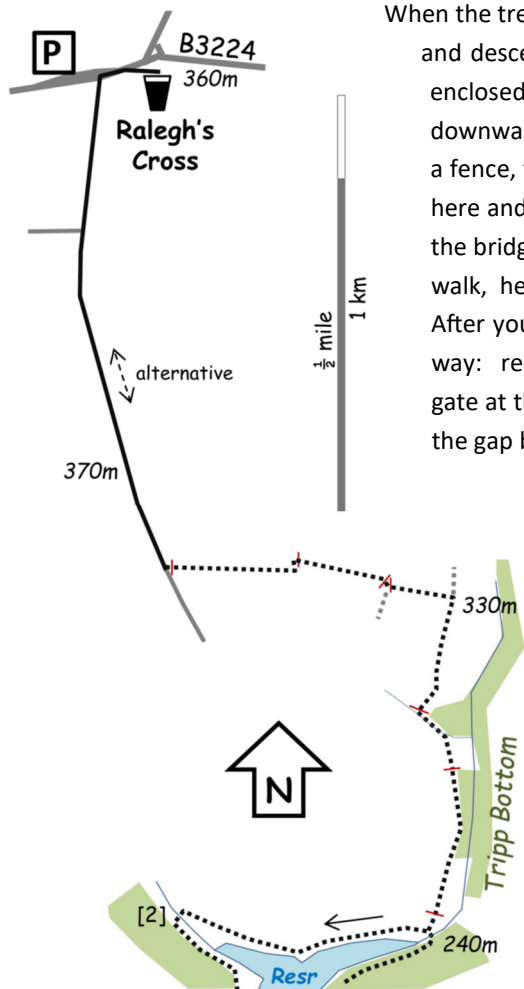 When the tre
and desce
enclosed
downwa
a fence,
here and
the bridg
walk, he
After you
way: re
gate at th
the gap b
P
B3224
360m
Ralegh's
Cross
½ mile
1 km
alternative
370m
330m
N
Tripp Bottom
[2]
240m
Resr